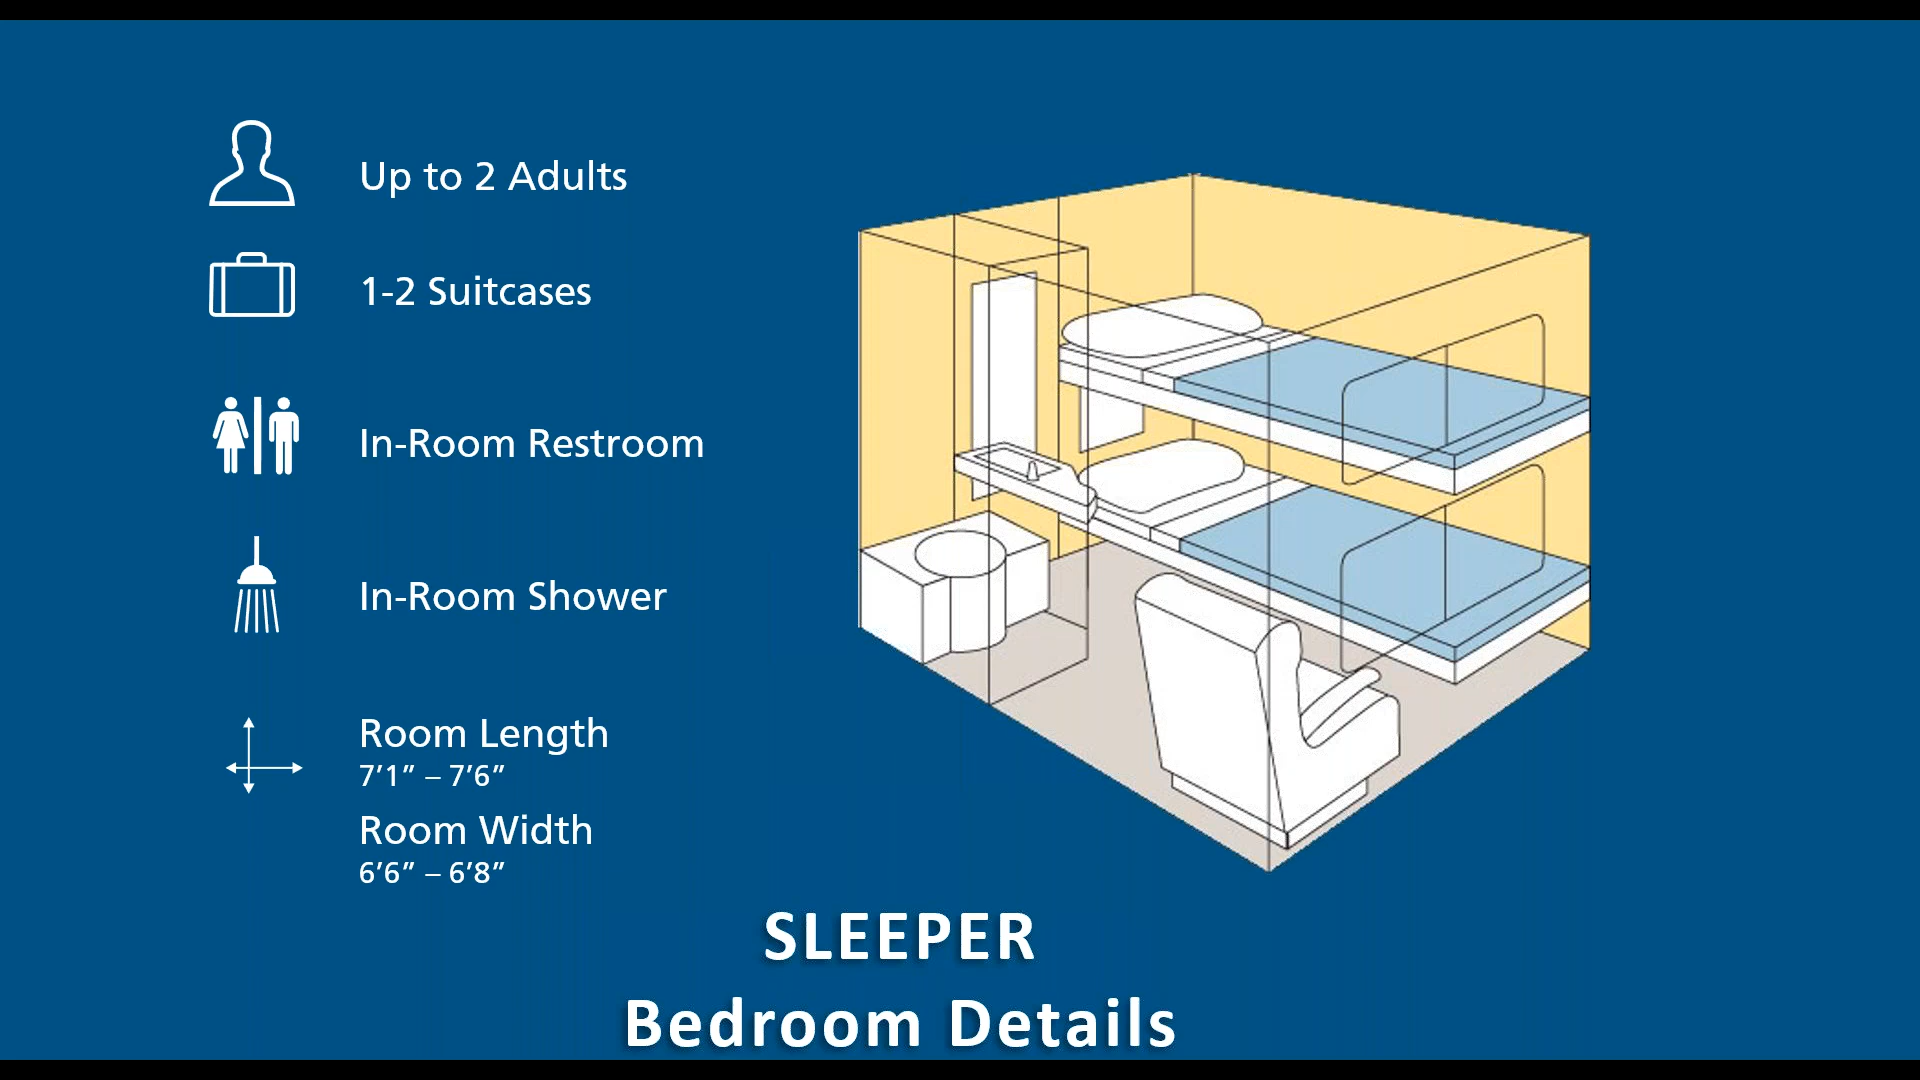 Up to 2 Adults
1-2 Suitcases
In-Room Restroom
In-Room Shower
Room Length
7’1” – 7’6”
Room Width
6’6” – 6’8”
SLEEPER
Bedroom Details